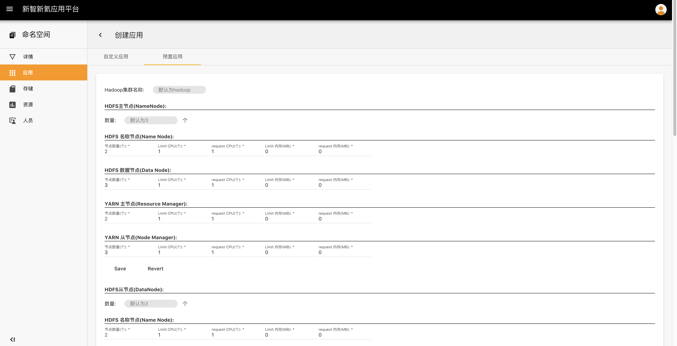 新智新氦应用平台
命名空间
创建应用
详情
应用
存储
资源
人员
自定义应用 预置应用
Hadoop集群名称: 默认为hadoop
HDFS主节点(NameNode):
数量: 默认为3 个
HDFS 名称节点(Name Node):
节点数量(个): * Limit CPU(个): * request CPU(个): * Limit 内存(MB): * request 内存(MB): *
2 1 1 0 0
HDFS 数据节点(Data Node):
节点数量(个): * Limit CPU(个): * request CPU(个): * Limit 内存(MB): * request 内存(MB): *
3 1 1 0 0
YARN 主节点(Resource Manager):
节点数量(个): * Limit CPU(个): * request CPU(个): * Limit 内存(MB): * request 内存(MB): *
2 1 1 0 0
YARN 从节点(Node Manager):
节点数量(个): * Limit CPU(个): * request CPU(个): * Limit 内存(MB): * request 内存(MB): *
3 1 1 0 0
Save Revert
HDFS从节点(DataNode):
数量: 默认为3 个
HDFS 名称节点(Name Node):
节点数量(个): * Limit CPU(个): * request CPU(个): * Limit 内存(MB): * request 内存(MB): *
2 1 1 0 0